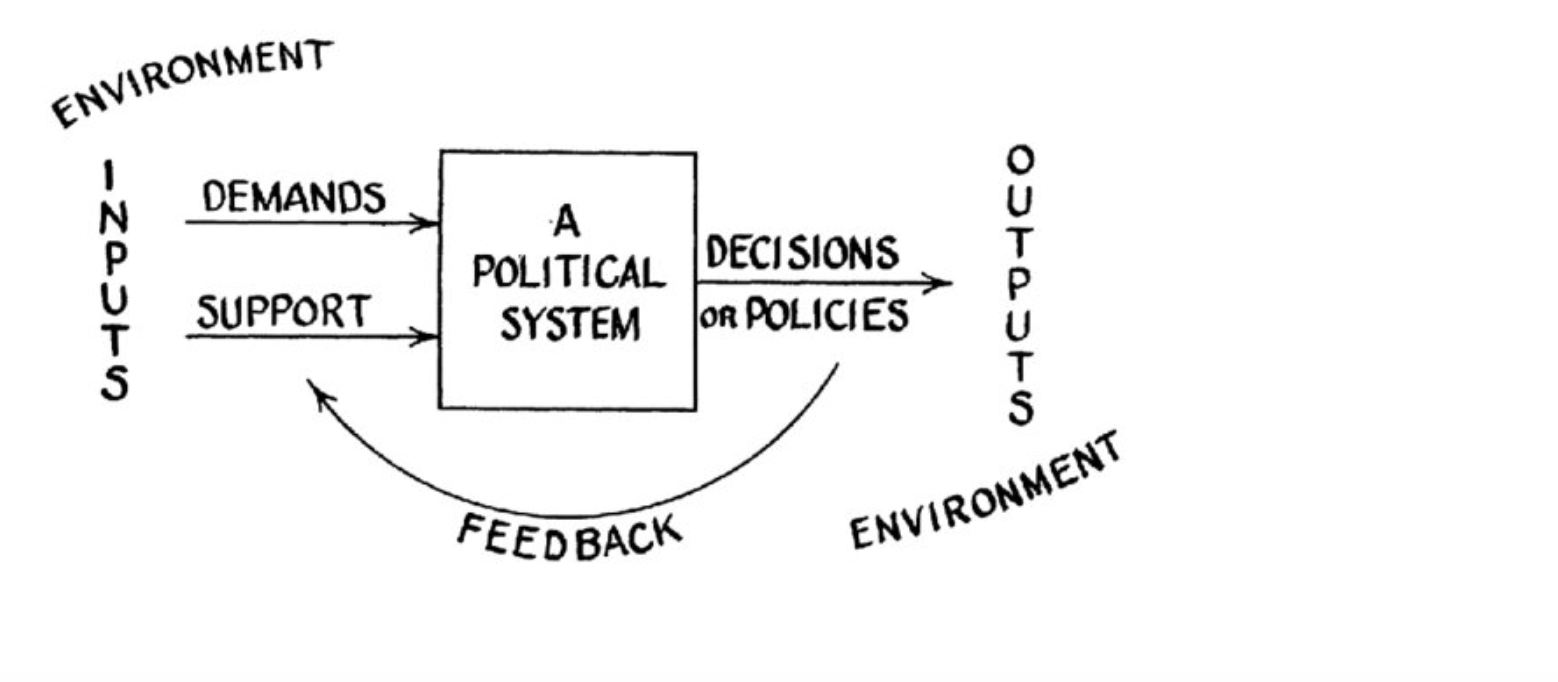 ENVIRONMENT
INPUTS
DEMANDS
SUPPORT
A
POLITICAL
SYSTEM
DECISIONS
OR POLICIES
OUTPUTS
FEEDBACK
ENVIRONMENT